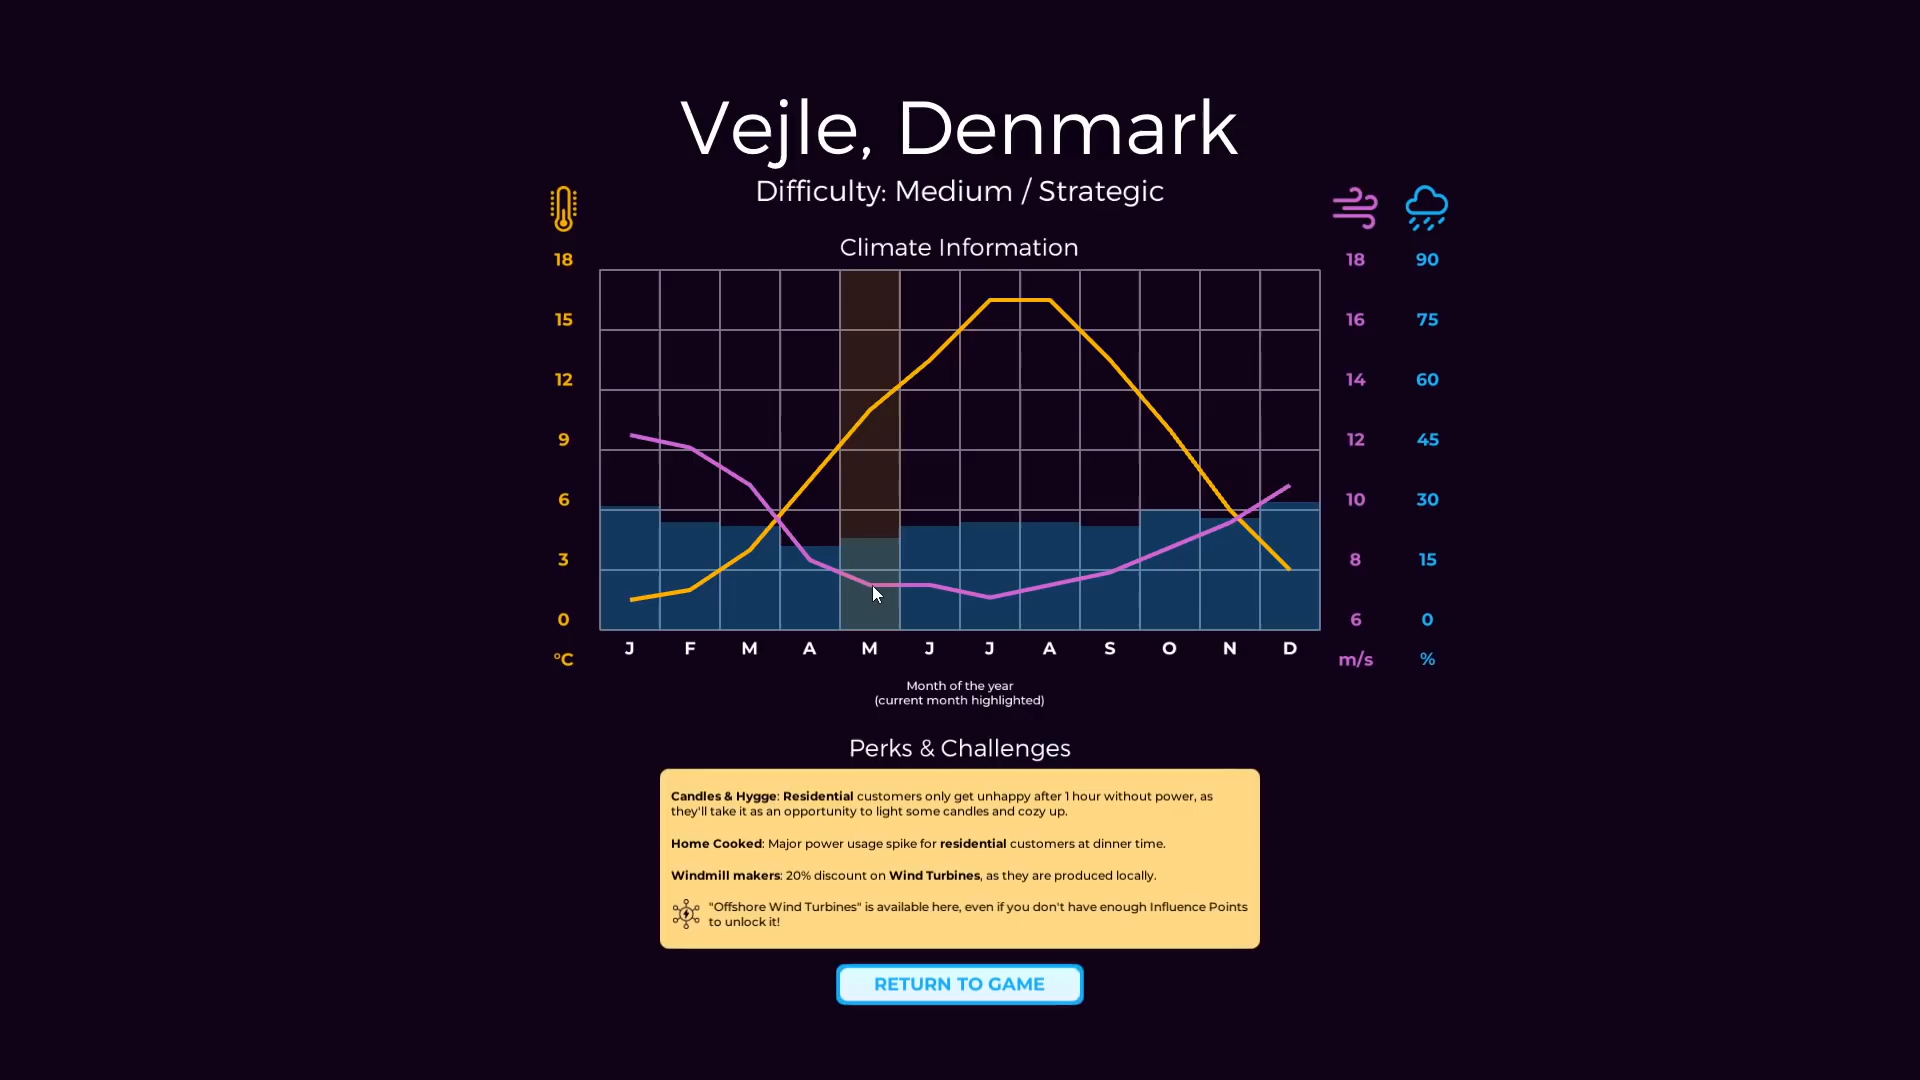 Vejle, Denmark
Difficulty: Medium / Strategic
Climate Information
18 18 90
15 16 75
12 14 60
9 12 45
6 10 30
3 8 15
0 6 0
J F M A M J J A S O N D
°C m/s %
Month of the year
(current month highlighted)
Perks & Challenges
Candles & Hygge: Residential customers only get unhappy after 1 hour without power, as
they'll take it as an opportunity to light some candles and cozy up.
Home Cooked: Major power usage spike for residential customers at dinner time.
Windmill makers: 20% discount on Wind Turbines, as they are produced locally.
"Offshore Wind Turbines" is available here, even if you don't have enough Influence Points
to unlock it!
RETURN TO GAME